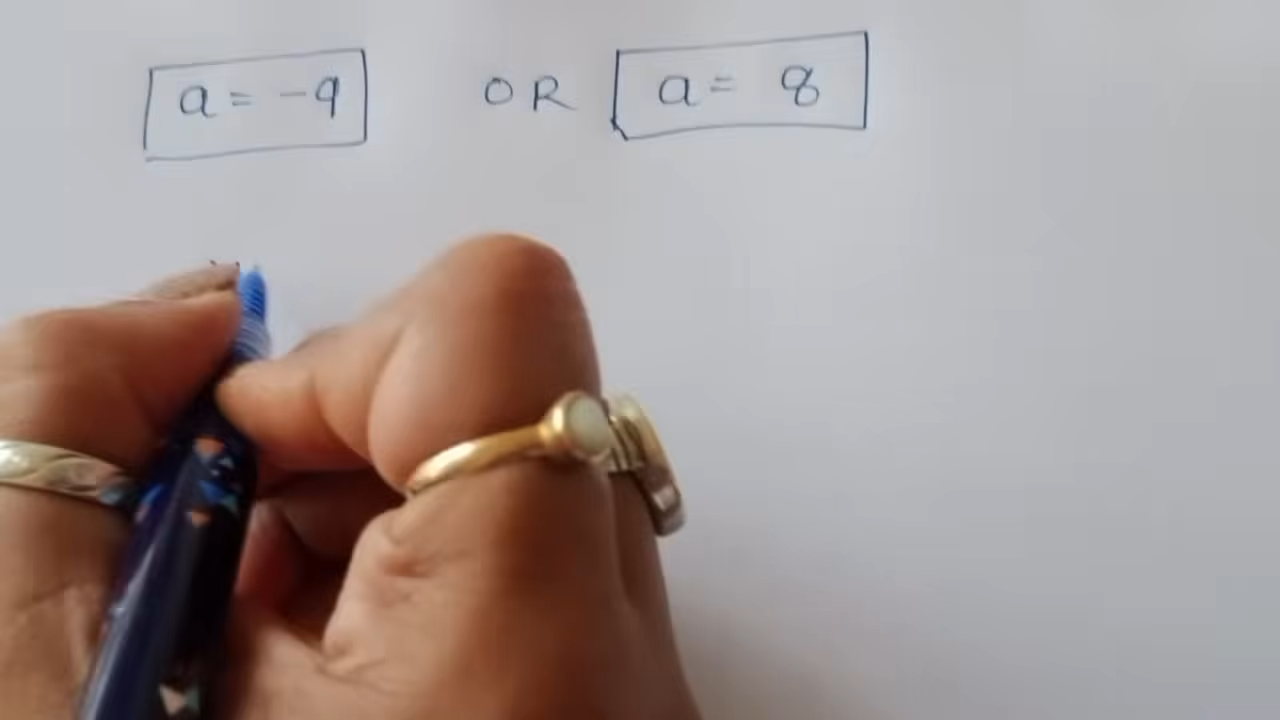 a = -9 OR a = 8